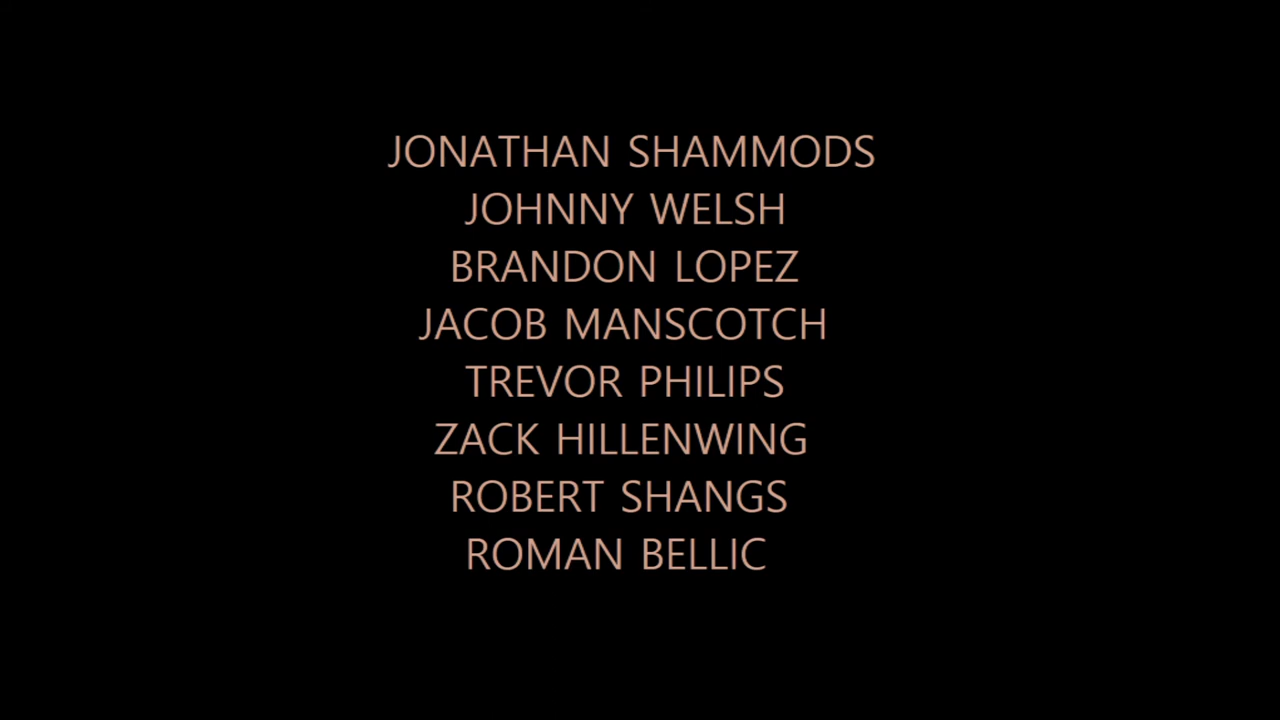 JONATHAN SHAMMODS
JOHNNY WELSH
BRANDON LOPEZ
JACOB MANSCOTCH
TREVOR PHILIPS
ZACK HILLENWING
ROBERT SHANGS
ROMAN BELLIC